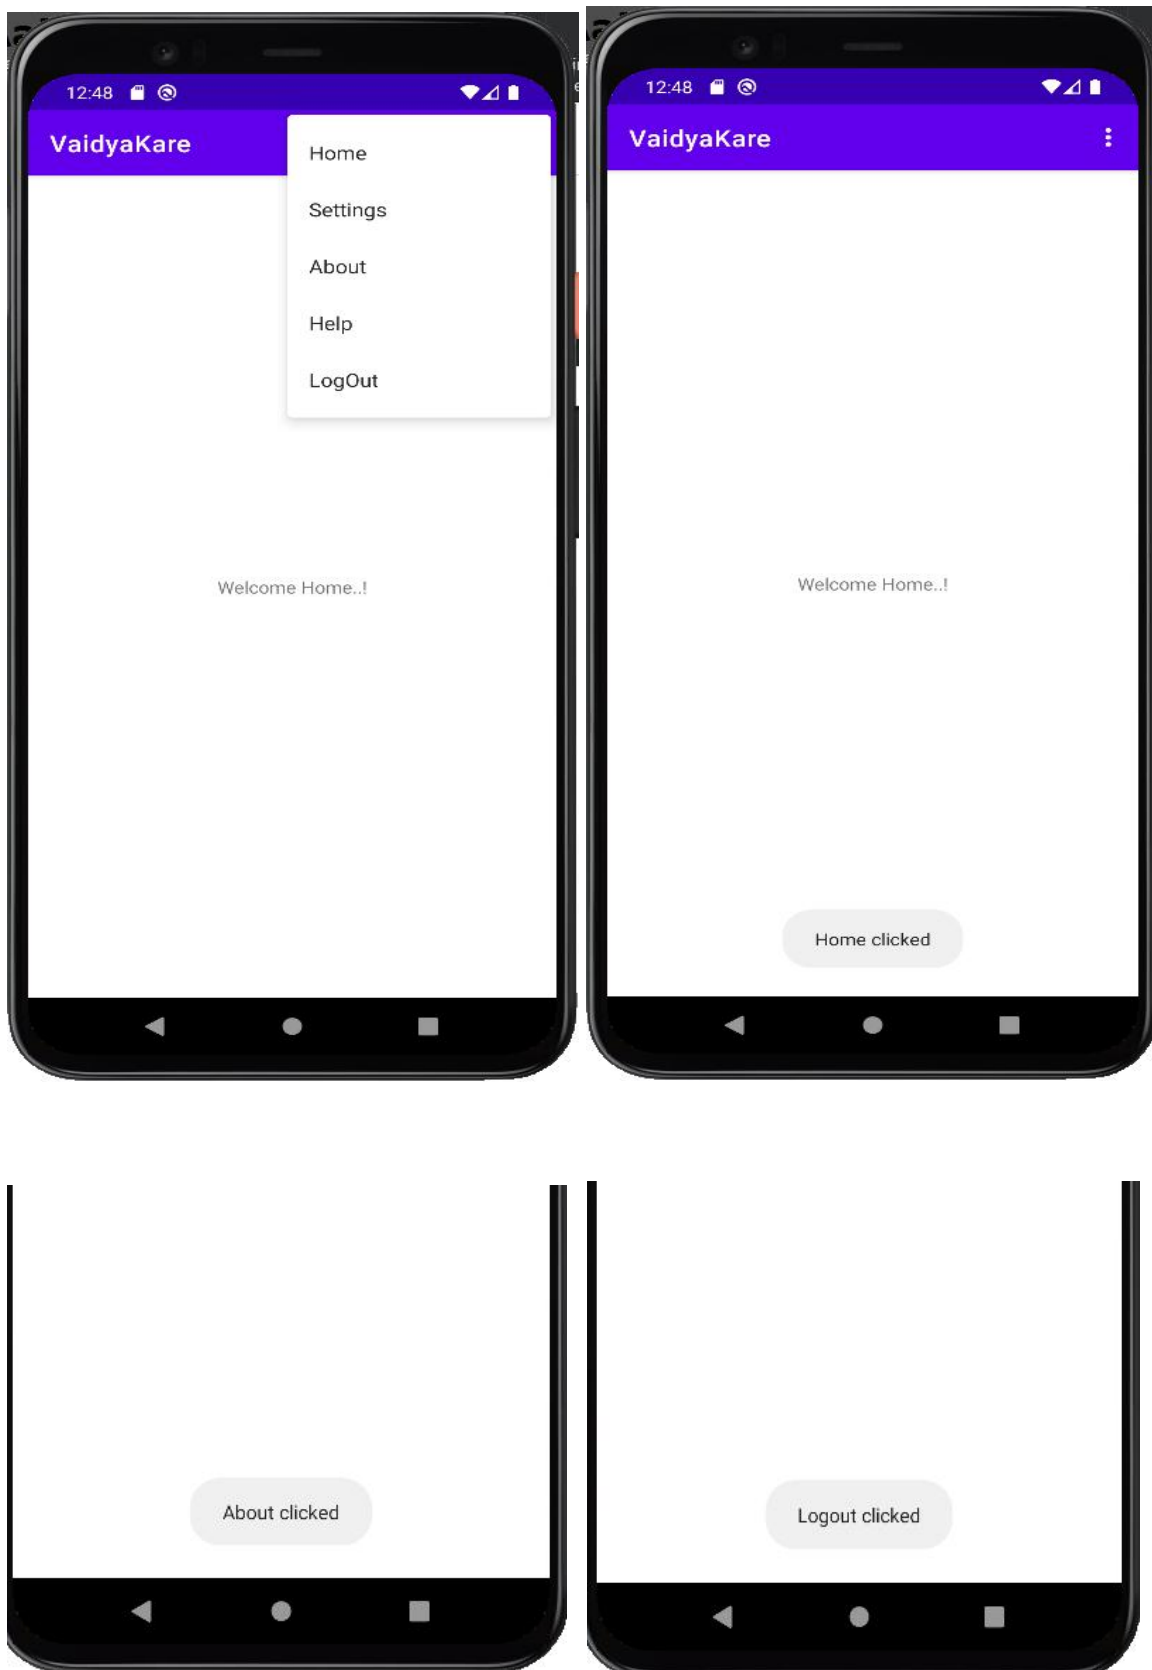 12:48
VaidyaKare
Home
Settings
About
Help
LogOut
Welcome Home..!
12:48
VaidyaKare
Welcome Home..!
Home clicked
About clicked
Logout clicked